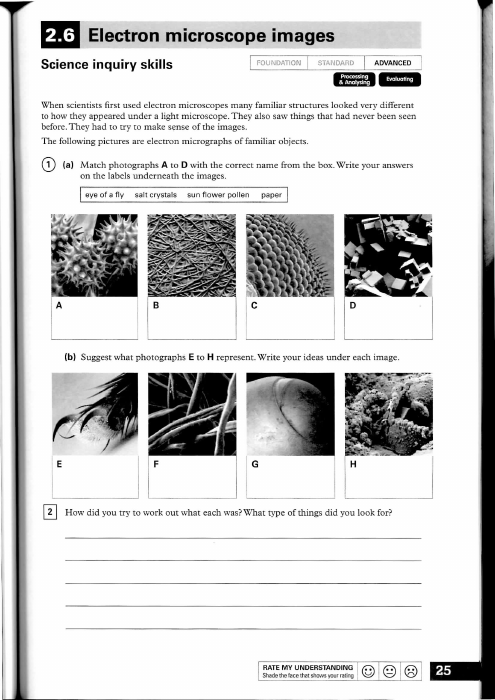 2.6 Electron microscope images
Science inquiry skills
FOUNDATION STANDARD ADVANCED
Processing & Analysing
Evaluating
When scientists first used electron microscopes many familiar structures looked very different
to how they appeared under a light microscope. They also saw things that had never been seen
before. They had to try to make sense of the images.
The following pictures are electron micrographs of familiar objects.
1 (a) Match photographs A to D with the correct name from the box. Write your answers
on the labels underneath the images.
eye of a fly salt crystals sun flower pollen paper
A B C D
(b) Suggest what photographs E to H represent. Write your ideas under each image.
E F G H
2 How did you try to work out what each was? What type of things did you look for?
RATE MY UNDERSTANDING
Shade the face that shows your rating
25